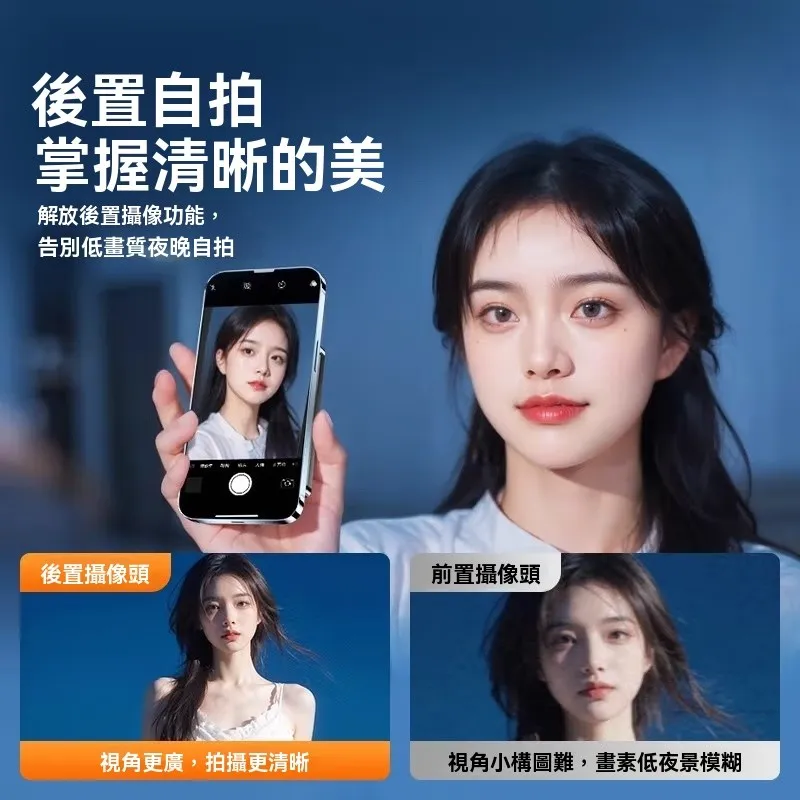 後置自拍
掌握清晰的美
解放後置攝像功能，
告別低畫質夜晚自拍
後置攝像頭
前置攝像頭
視角更廣，拍攝更清晰
視角小構圖難，畫素低夜景模糊